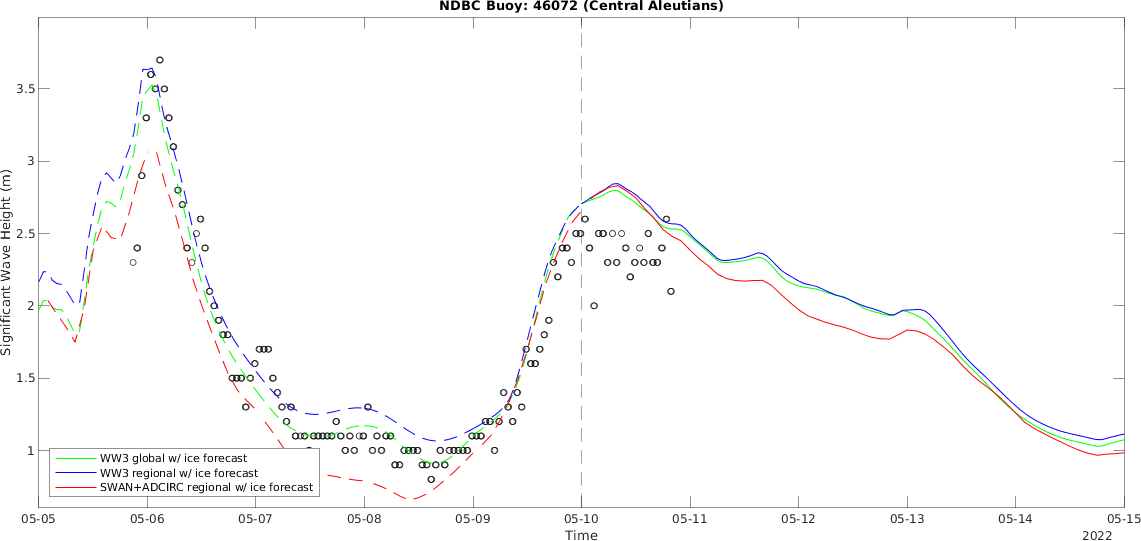 NDBC Buoy: 46072 (Central Aleutians)
Significant Wave Height (m)
3.5
3
2.5
2
1.5
1
WW3 global w/ ice forecast
WW3 regional w/ ice forecast
SWAN+ADCIRC regional w/ ice forecast
05-05 05-06 05-07 05-08 05-09 05-10 05-11 05-12 05-13 05-14 05-15
Time
2022